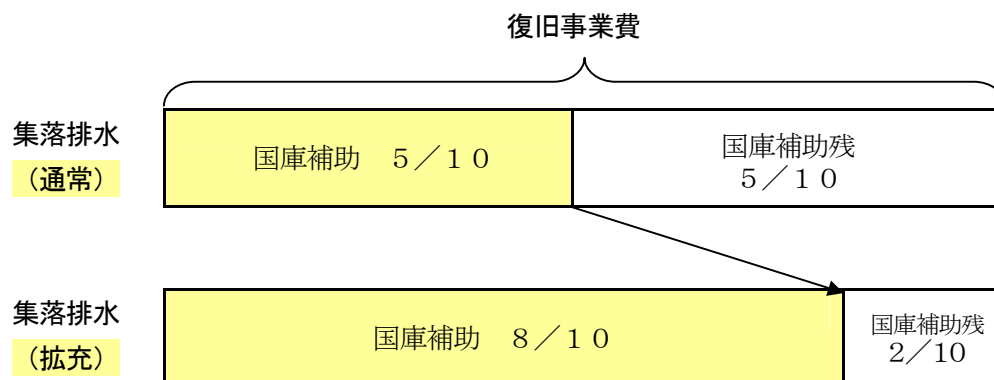 復旧事業費
集落排水
（通常）
国庫補助　５／１０
国庫補助残
５／１０
集落排水
（拡充）
国庫補助　８／１０
国庫補助残
２／10